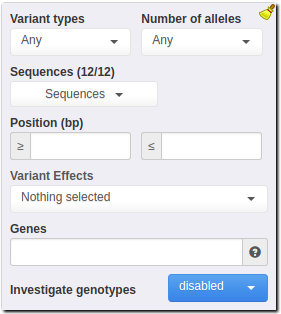 Variant types Number of alleles
Any Any
Sequences (12/12)
Sequences
Position (bp)
≥ ≤
Variant Effects
Nothing selected
Genes
?
Investigate genotypes disabled